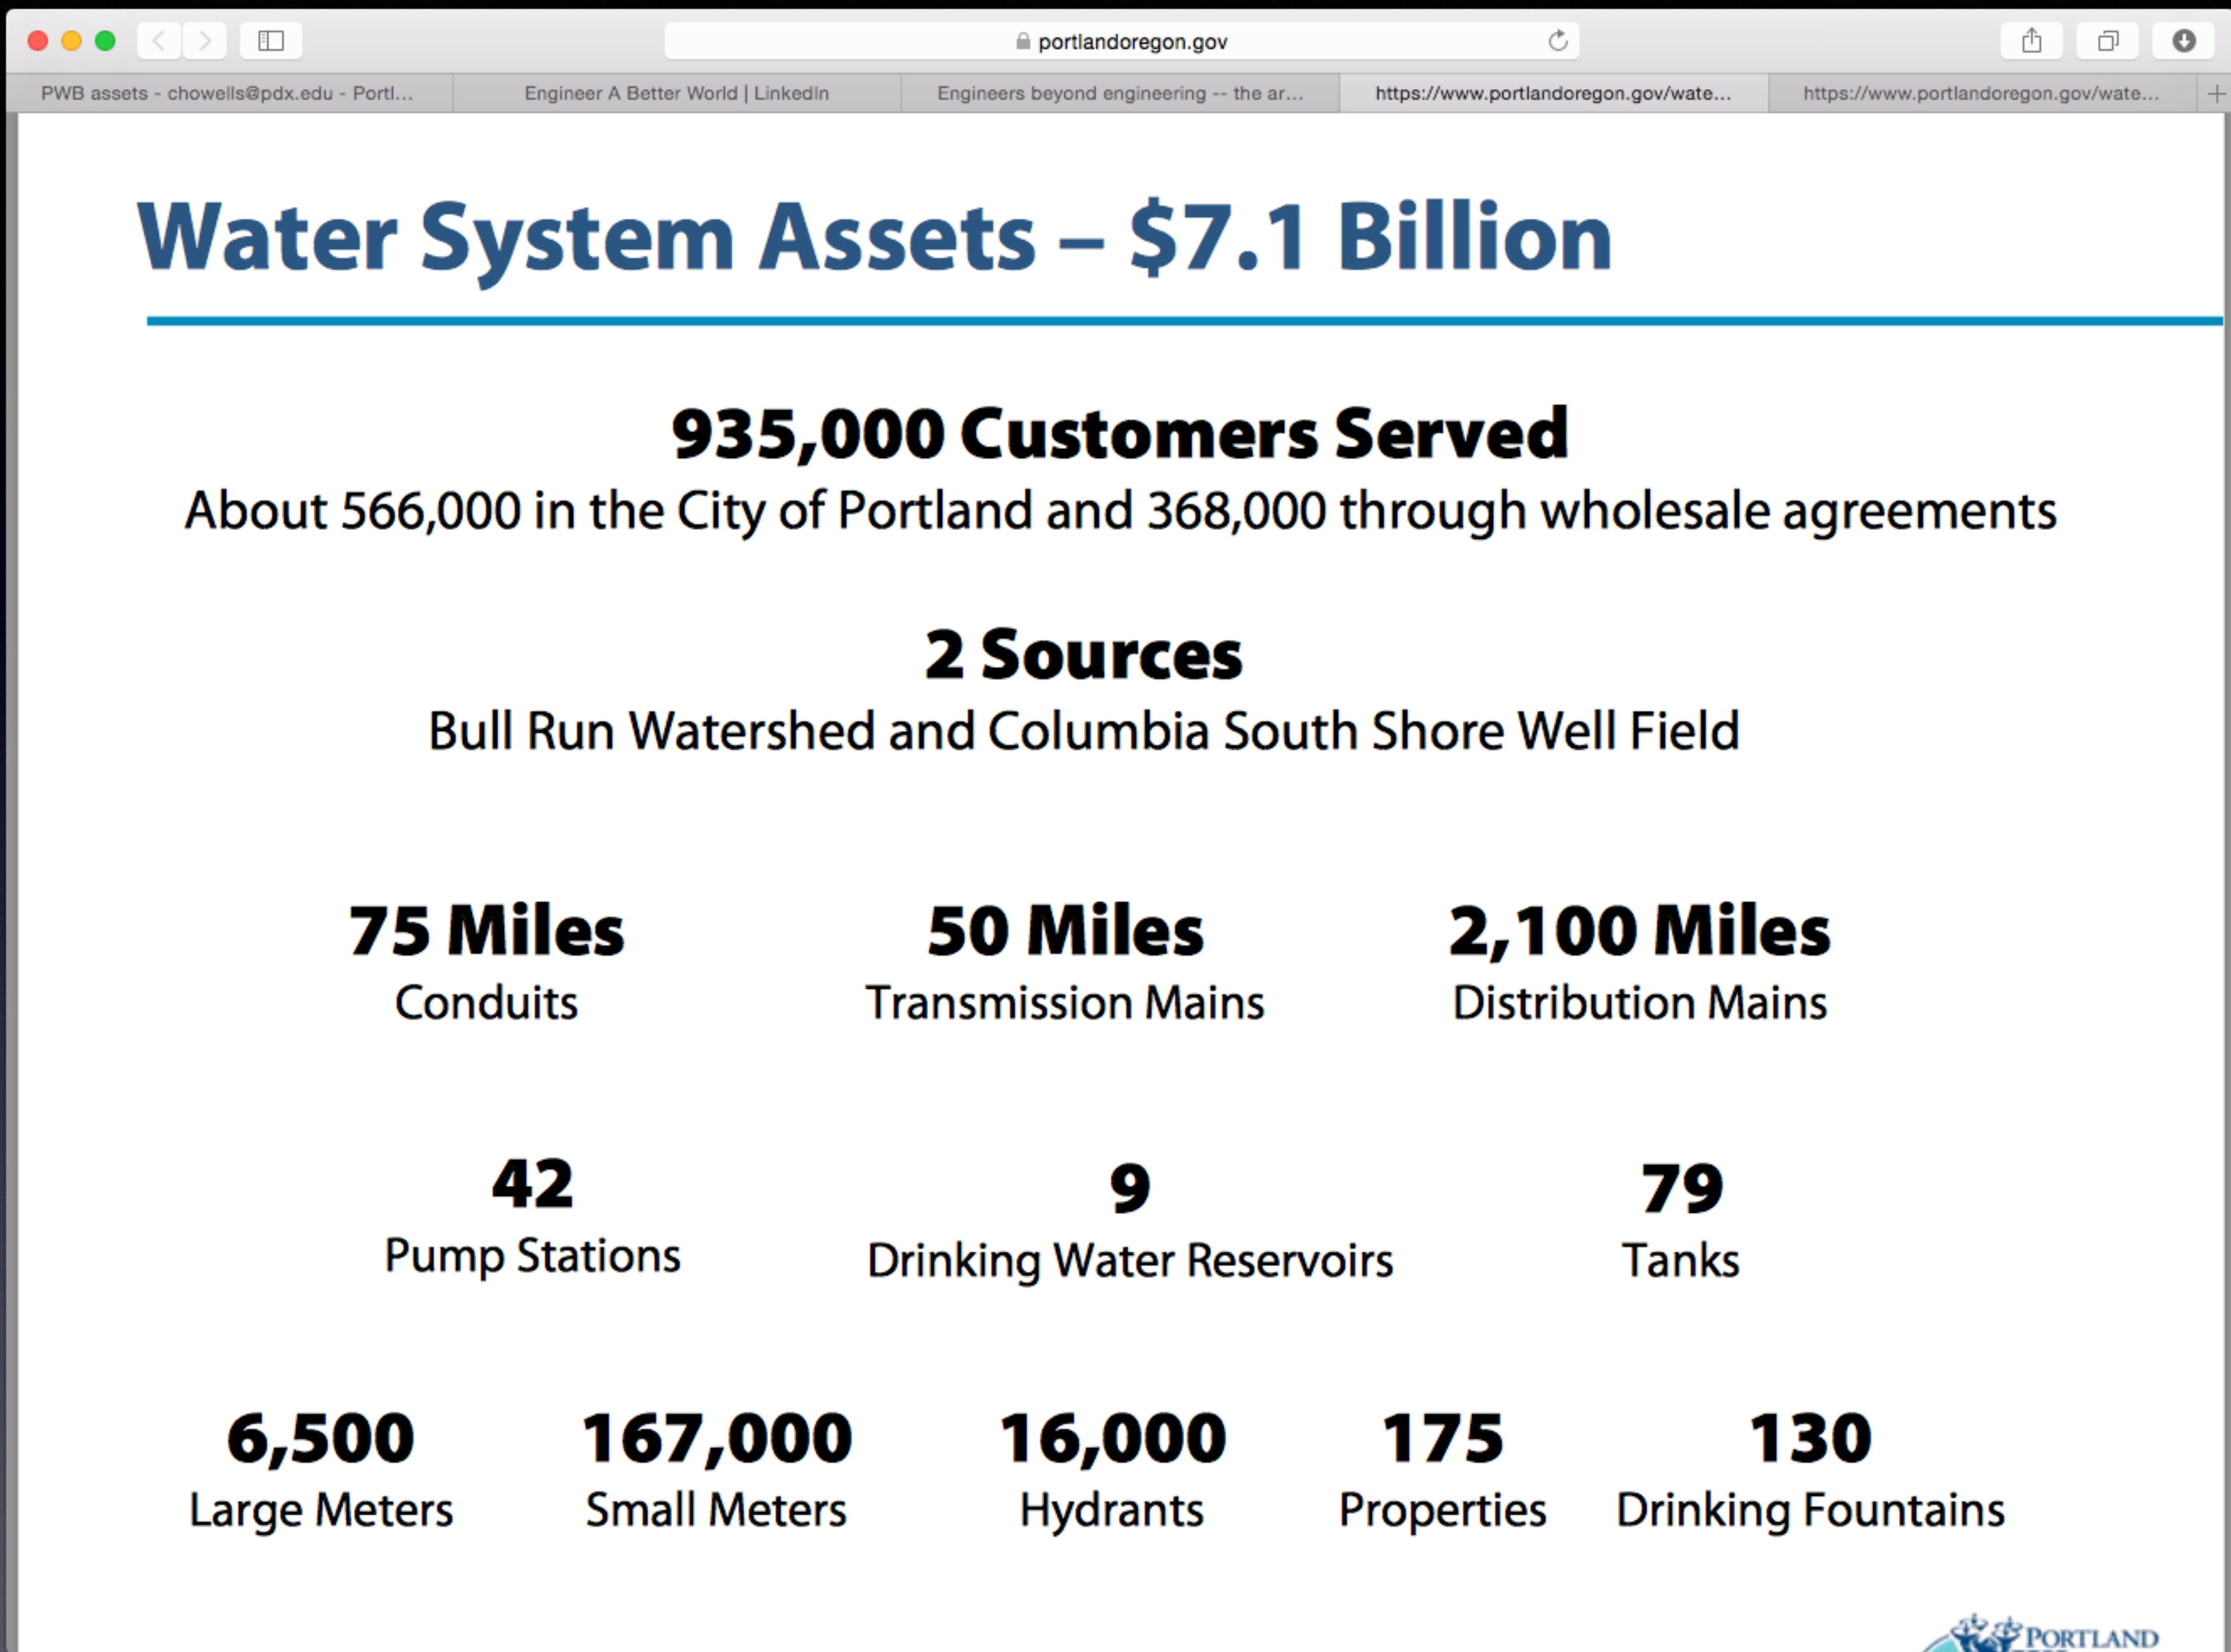 portlandoregon.gov
PWB assets - chowells@pdx.edu - Portl...
Engineer A Better World | LinkedIn
Engineers beyond engineering -- the ar...
https://www.portlandoregon.gov/wate...
https://www.portlandoregon.gov/wate...
Water System Assets – $7.1 Billion
935,000 Customers Served
About 566,000 in the City of Portland and 368,000 through wholesale agreements
2 Sources
Bull Run Watershed and Columbia South Shore Well Field
75 Miles
Conduits
50 Miles
Transmission Mains
2,100 Miles
Distribution Mains
42
Pump Stations
9
Drinking Water Reservoirs
79
Tanks
6,500
Large Meters
167,000
Small Meters
16,000
Hydrants
175
Properties
130
Drinking Fountains
PORTLAND